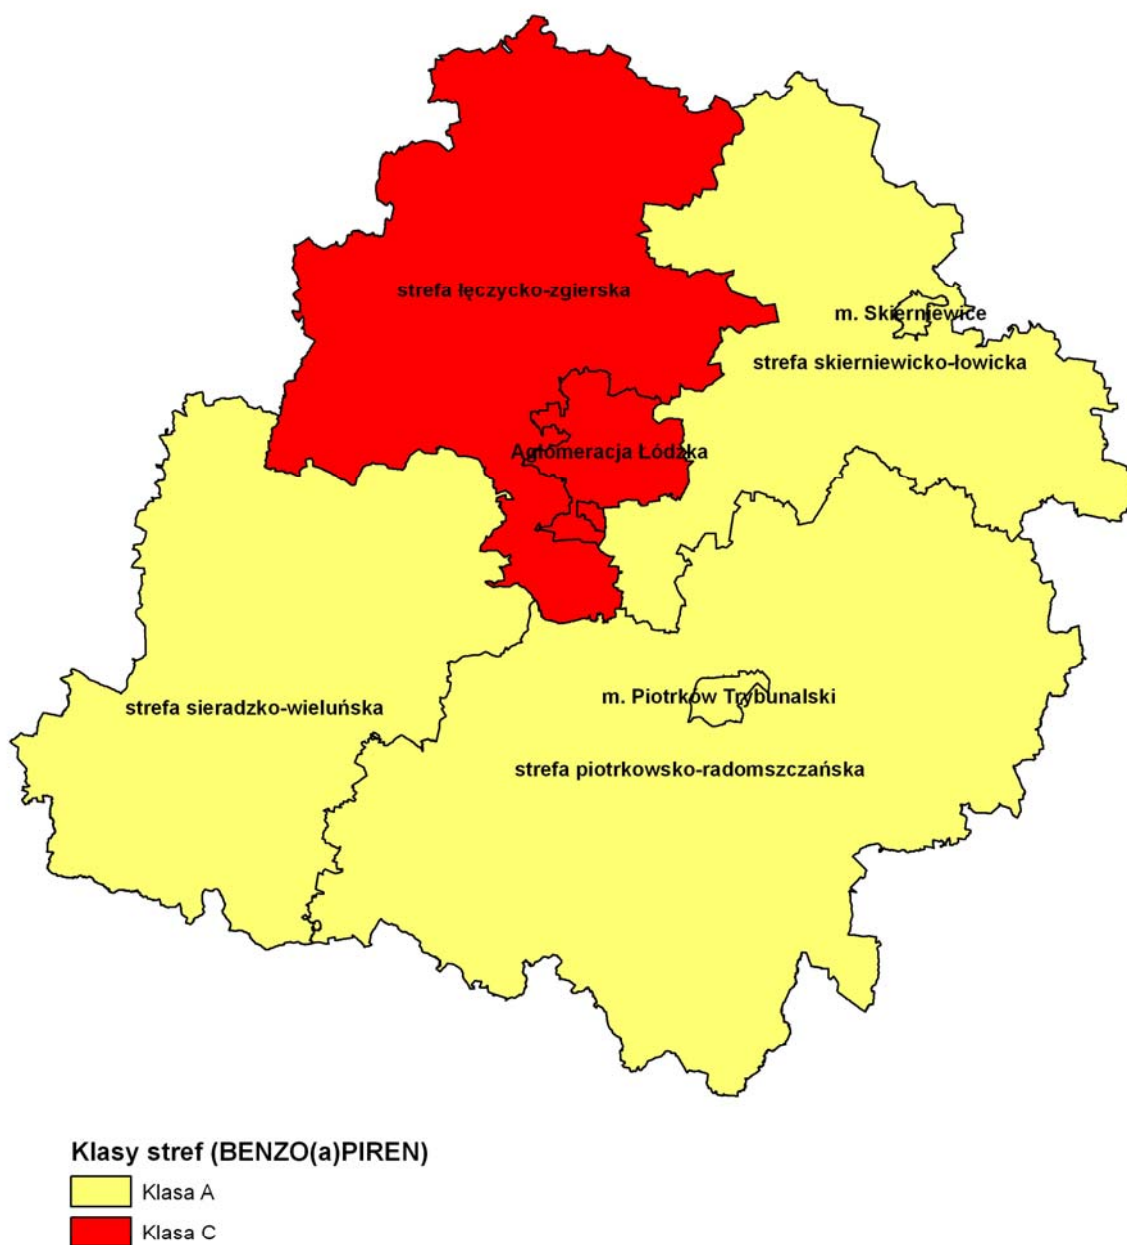 strefa łęczycko-zgierska
m. Skierniewice
strefa skierniewicko-łowicka
Aglomeracja Łódzka
m. Piotrków Trybunalski
strefa sieradzko-wieluńska
strefa piotrkowsko-radomszczańska
Klasy stref (BENZO(a)PIREN)
Klasa A
Klasa C